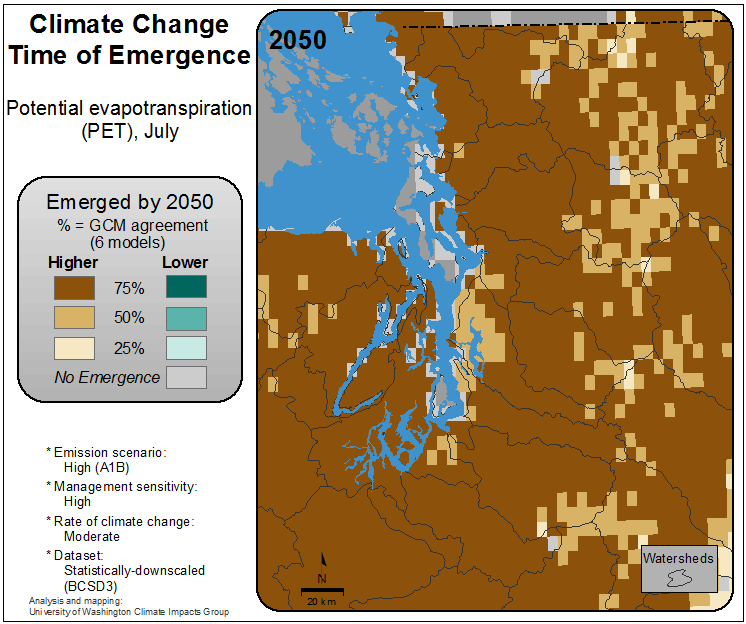 Climate Change
Time of Emergence
Potential evapotranspiration
(PET), July
Emerged by 2050
% = GCM agreement
(6 models)
Higher Lower
75%
50%
25%
No Emergence
* Emission scenario:
High (A1B)
* Management sensitivity:
High
* Rate of climate change:
Moderate
* Dataset:
Statistically-downscaled
(BCSD3)
Analysis and mapping:
University of Washington Climate Impacts Group
2050
N
20 km
Watersheds